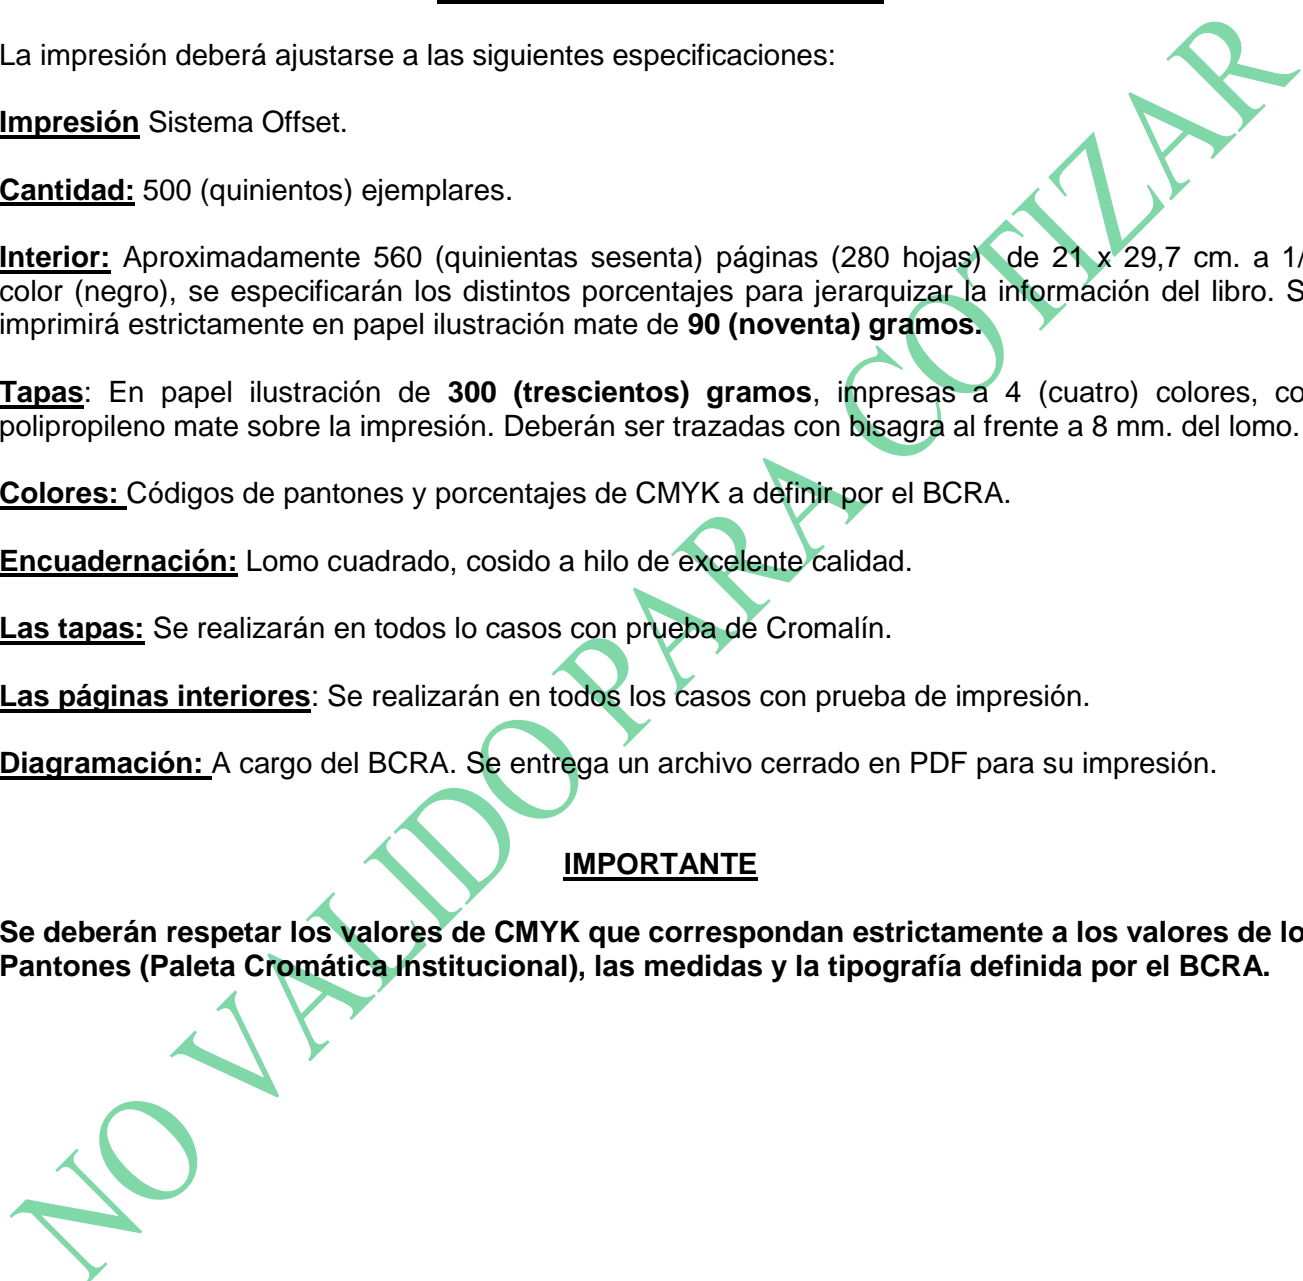 La impresión deberá ajustarse a las siguientes especificaciones:
Impresión Sistema Offset.
Cantidad: 500 (quinientos) ejemplares.
Interior: Aproximadamente 560 (quinientas sesenta) páginas (280 hojas) de 21 x 29,7 cm. a 1/
color (negro), se especificarán los distintos porcentajes para jerarquizar la información del libro. S
imprimirá estrictamente en papel ilustración mate de 90 (noventa) gramos.
Tapas: En papel ilustración de 300 (trescientos) gramos, impresas a 4 (cuatro) colores, co
polipropileno mate sobre la impresión. Deberán ser trazadas con bisagra al frente a 8 mm. del lomo.
Colores: Códigos de pantones y porcentajes de CMYK a definir por el BCRA.
Encuadernación: Lomo cuadrado, cosido a hilo de excelente calidad.
Las tapas: Se realizarán en todos lo casos con prueba de Cromalín.
Las páginas interiores: Se realizarán en todos los casos con prueba de impresión.
Diagramación: A cargo del BCRA. Se entrega un archivo cerrado en PDF para su impresión.
IMPORTANTE
Se deberán respetar los valores de CMYK que correspondan estrictamente a los valores de lo
Pantones (Paleta Cromática Institucional), las medidas y la tipografía definida por el BCRA.
NO VALIDO PARA COTIZAR